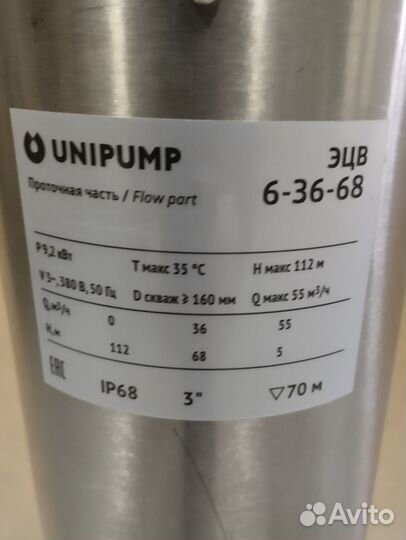 UNIPUMP
ЭЦВ
6-36-68
Проточная часть / Flow part
P 9,2 кВт T макс 35 °C H макс 112 м
V 3~, 380 В, 50 Гц D скваж ≥ 160 мм Q макс 55 м³/ч
Q, м³/ч 0 36 55
H, м 112 68 5
EAC IP68 3" ▽70 м
Avito